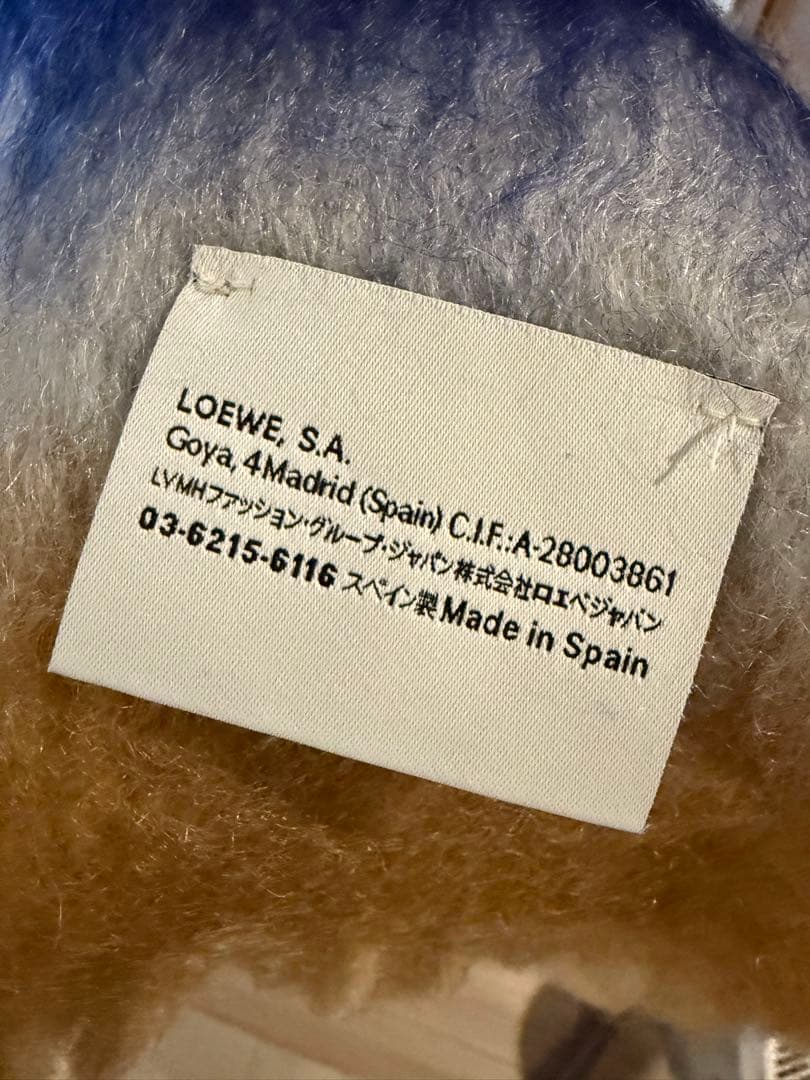 LOEWE, S.A.
Goya, 4 Madrid (Spain) C.I.F.:A-28003861
LVMHファッション・グループ・ジャパン株式会社ロエベジャパン
03-6215-6116 スペイン製 Made in Spain